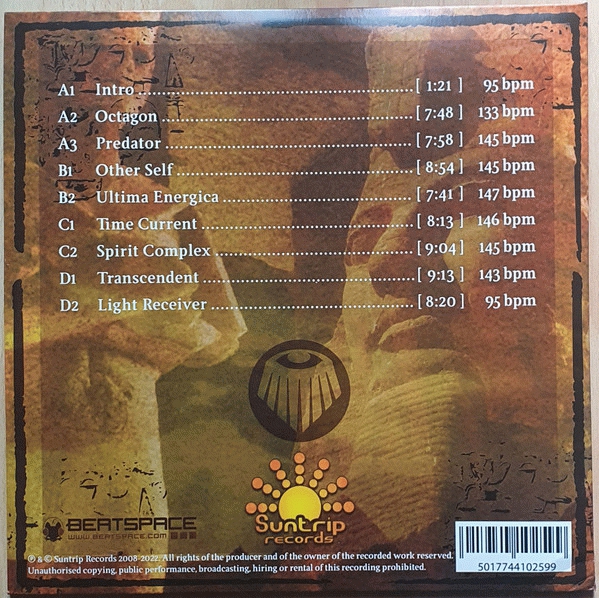 A1 Intro [ 1:21 ] 95 bpm
A2 Octagon [ 7:48 ] 133 bpm
A3 Predator [ 7:58 ] 145 bpm
B1 Other Self [ 8:54 ] 145 bpm
B2 Ultima Energica [ 7:41 ] 147 bpm
C1 Time Current [ 8:13 ] 146 bpm
C2 Spirit Complex [ 9:04 ] 145 bpm
D1 Transcendent [ 9:13 ] 143 bpm
D2 Light Receiver [ 8:20 ] 95 bpm
BEATSPACE
WWW.BEATSPACE.COM
Suntrip
records
℗ & © Suntrip Records 2008-2022. All rights of the producer and of the owner of the recorded work reserved.
Unauthorised copying, public performance, broadcasting, hiring or rental of this recording prohibited.
5017744102599